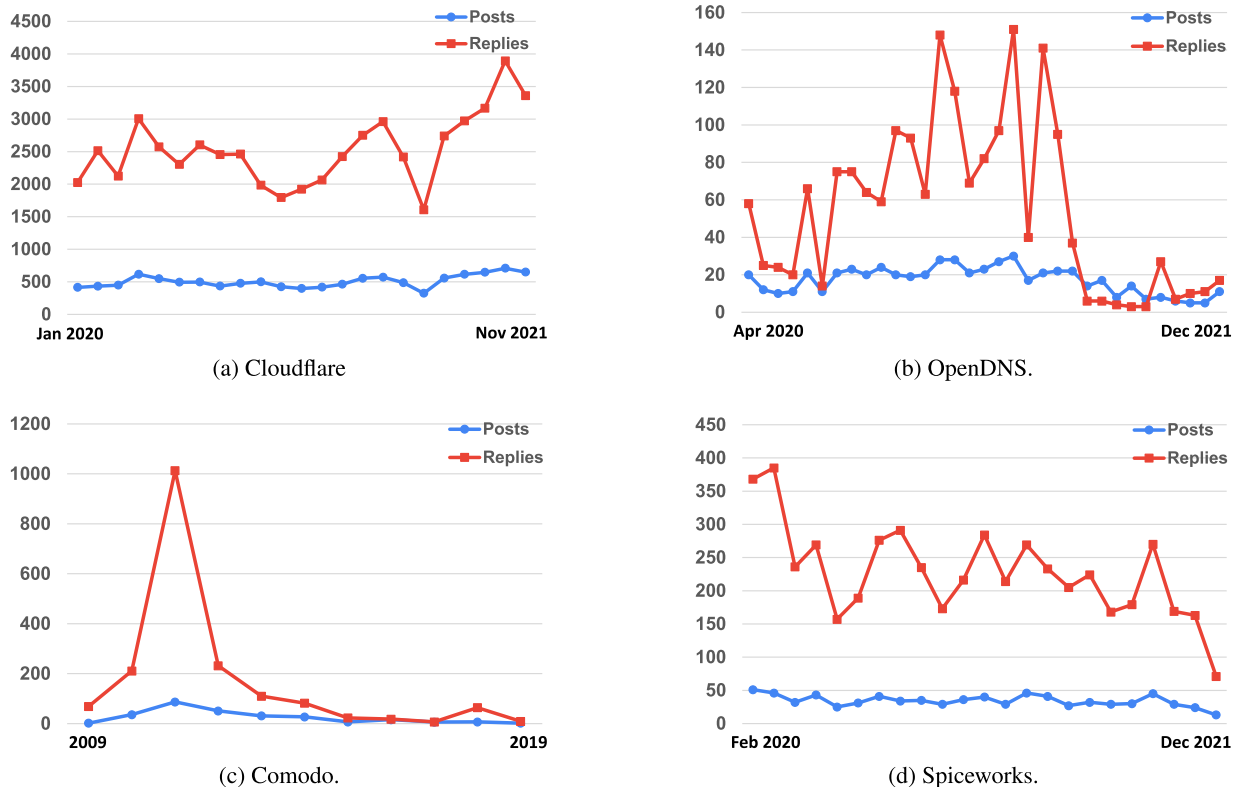 4500
4000
3500
3000
2500
2000
1500
1000
500
0
Posts
Replies
Jan 2020
Nov 2021
(a) Cloudflare
160
140
120
100
80
60
40
20
0
Posts
Replies
Apr 2020
Dec 2021
(b) OpenDNS.
1200
1000
800
600
400
200
0
Posts
Replies
2009
2019
(c) Comodo.
450
400
350
300
250
200
150
100
50
0
Posts
Replies
Feb 2020
Dec 2021
(d) Spiceworks.